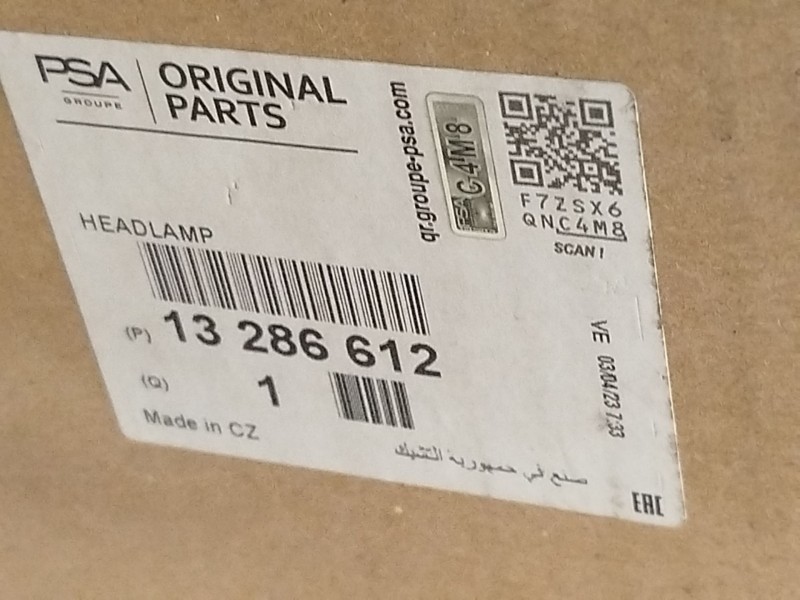 PSA
GROUPE
ORIGINAL
PARTS
qr.groupe-psa.com
PSA C4M8
F7ZSX6
QNC4M8
SCAN !
HEADLAMP
(P) 13 286 612
(Q) 1
Made in CZ
صنع في جمهورية التشيك
VE 03/04/23 7:33
EAC